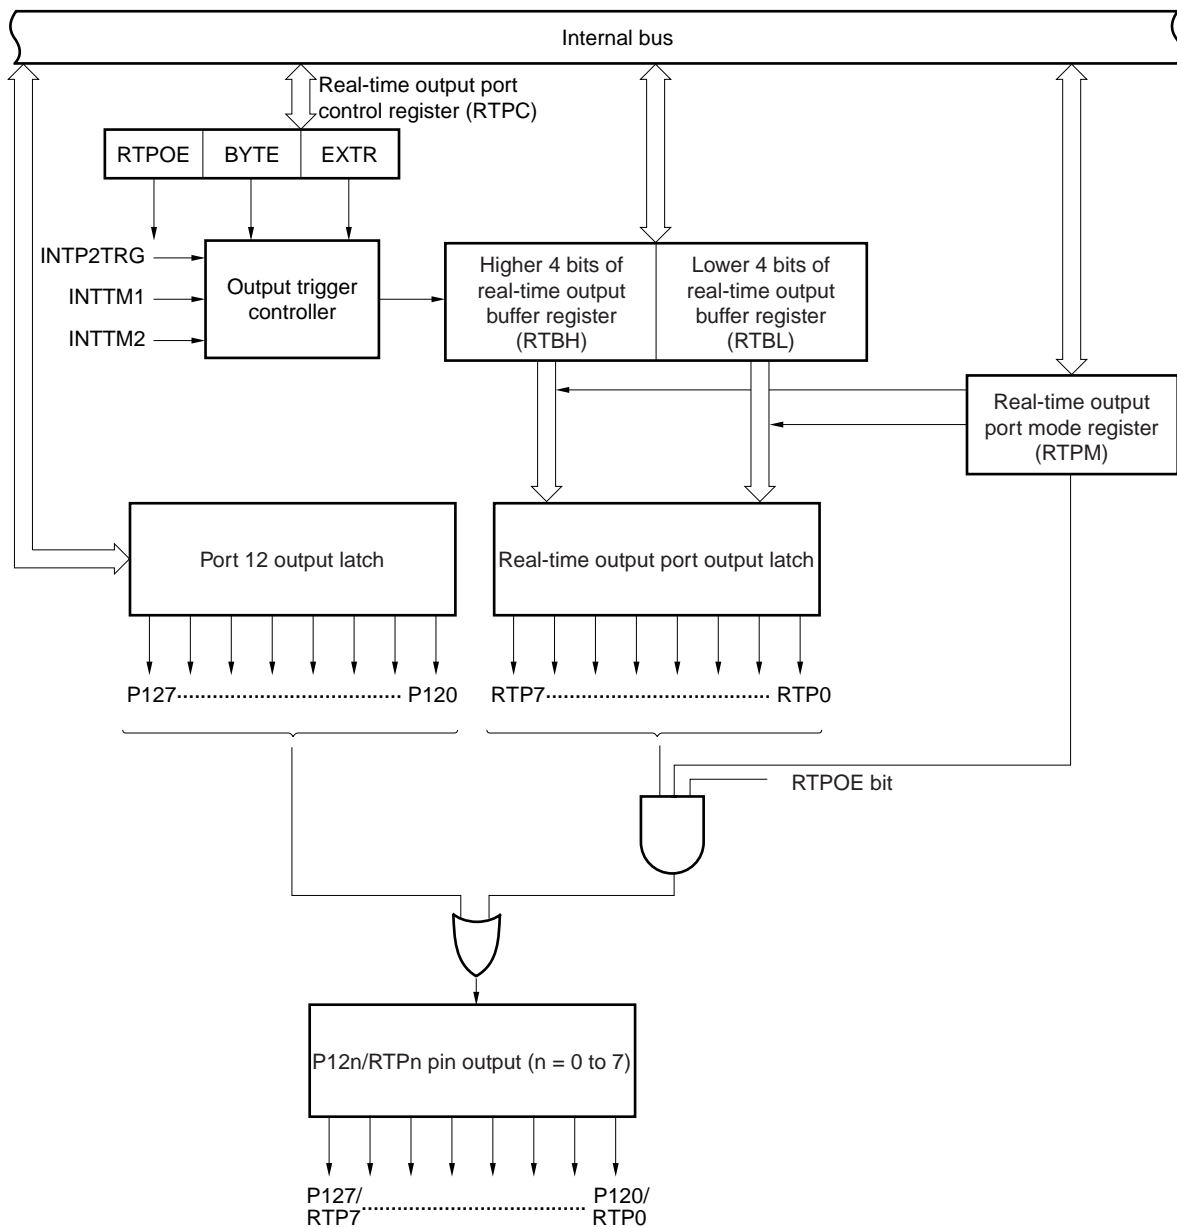 Internal bus
Real-time output port
control register (RTPC)
RTPOE BYTE EXTR
INTP2TRG
INTTM1
INTTM2
Output trigger
controller
Higher 4 bits of
real-time output
buffer register
(RTBH)
Lower 4 bits of
real-time output
buffer register
(RTBL)
Real-time output
port mode register
(RTPM)
Port 12 output latch
Real-time output port output latch
P127 P120
RTP7 RTP0
RTPOE bit
P12n/RTPn pin output (n = 0 to 7)
P127/
RTP7
P120/
RTP0